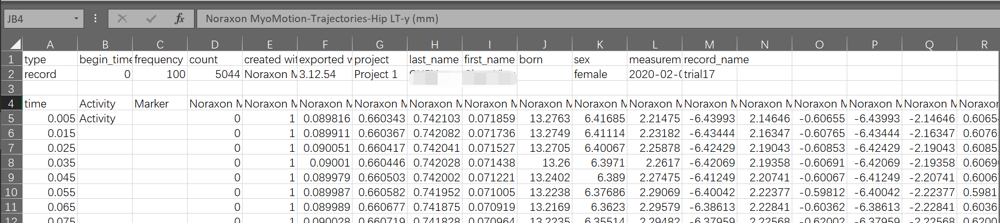 JB4 fx Noraxon MyoMotion-Trajectories-Hip LT-y (mm)
A B C D E F G H I J K L M N O P Q R
1 type begin_time frequency count created wit exported w project last_name first_name born sex measurem record_name
2 record 0 100 5044 Noraxon M 3.12.54 Project 1 female 2020-02-0 trial17
3
4 time Activity Marker Noraxon M Noraxon M Noraxon M Noraxon M Noraxon M Noraxon M Noraxon M Noraxon M Noraxon M Noraxon M Noraxon M Noraxon M Noraxon M Noraxon M Noraxon
5 0.005 Activity 0 1 0.089816 0.660343 0.742103 0.071859 13.2763 6.41685 2.21475 -6.43993 2.14646 -0.60655 -6.43993 -2.14646 0.6065
6 0.015 0 1 0.089911 0.660367 0.742082 0.071736 13.2749 6.41114 2.23182 -6.43444 2.16347 -0.60765 -6.43444 -2.16347 0.6076
7 0.025 0 1 0.090051 0.660417 0.742041 0.071527 13.2705 6.40067 2.25878 -6.42429 2.19043 -0.60853 -6.42429 -2.19043 0.6085
8 0.035 0 1 0.09001 0.660446 0.742028 0.071438 13.26 6.3971 2.2617 -6.42069 2.19358 -0.60691 -6.42069 -2.19358 0.6069
9 0.045 0 1 0.089979 0.660503 0.742002 0.071221 13.2402 6.389 2.27475 -6.41249 2.20741 -0.60067 -6.41249 -2.20741 0.6006
10 0.055 0 1 0.089987 0.660582 0.741952 0.071005 13.2238 6.37686 2.29069 -6.40042 2.22377 -0.59812 -6.40042 -2.22377 0.5981
11 0.065 0 1 0.089989 0.660677 0.741875 0.070919 13.2169 6.3623 2.29579 -6.38613 2.22841 -0.60362 -6.38613 -2.22841 0.6036
12 0.075 0 1 0.090028 0.660719 0.741828 0.070964 13.2235 6.35514 2.29482 -6.37959 2.22568 -0.62002 -6.37959 -2.22568 0.6200